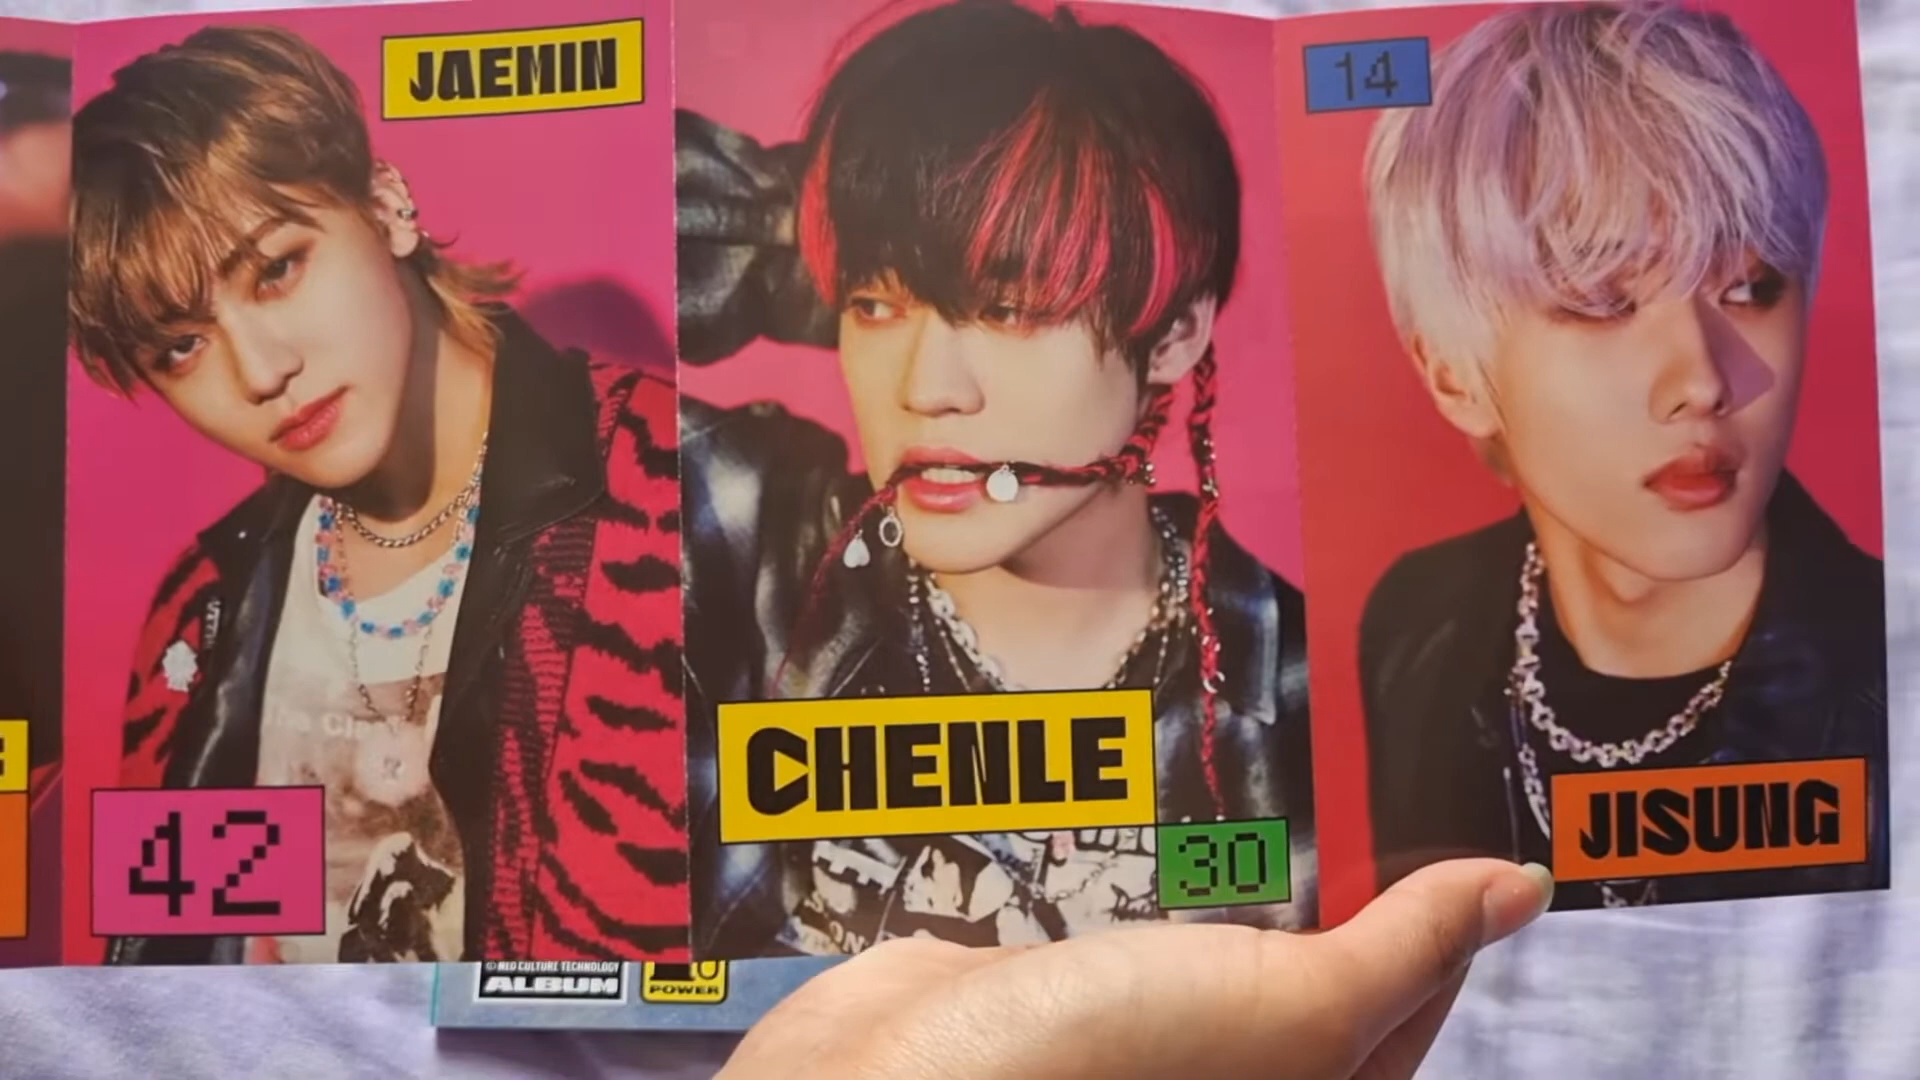 JAEMIN
42
CHENLE
30
14
JISUNG
© NEO CULTURE TECHNOLOGY
ALBUM
POWER